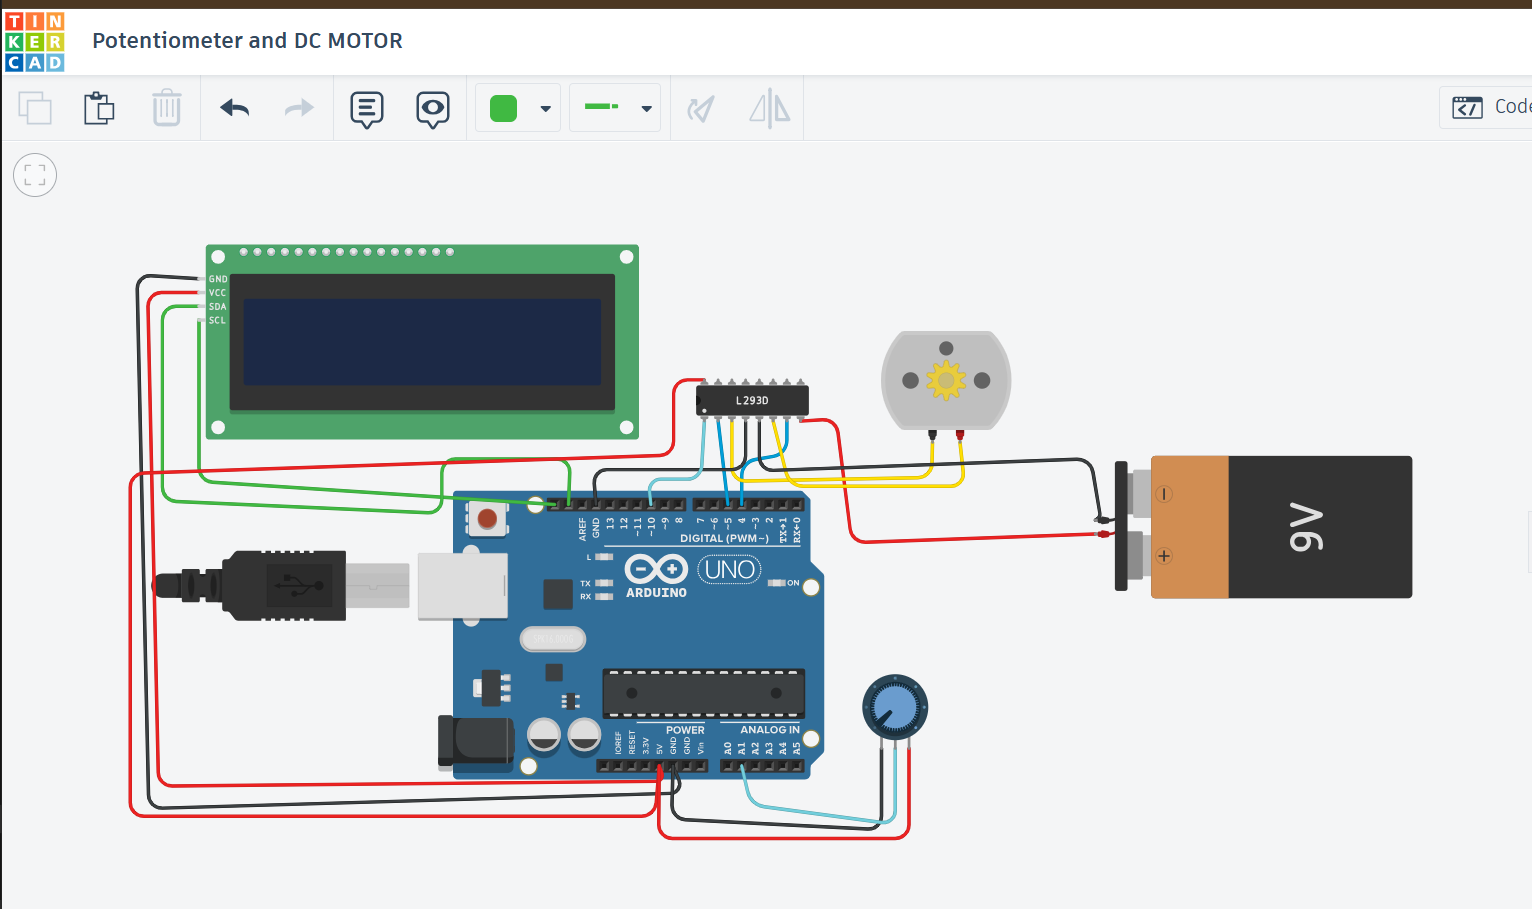 TIN
KER
CAD
Potentiometer and DC MOTOR
Code
GND
VCC
SDA
SCL
L293D
AREF
GND
13
12
~11
~10
~9
8
7
~6
~5
4
~3
2
TX→1
RX←0
DIGITAL (PWM~)
L
TX
RX
ARDUINO
UNO
ON
9V
POWER
ANALOG IN
IOREF
RESET
3.3V
5V
GND
GND
Vin
A0
A1
A2
A3
A4
A5